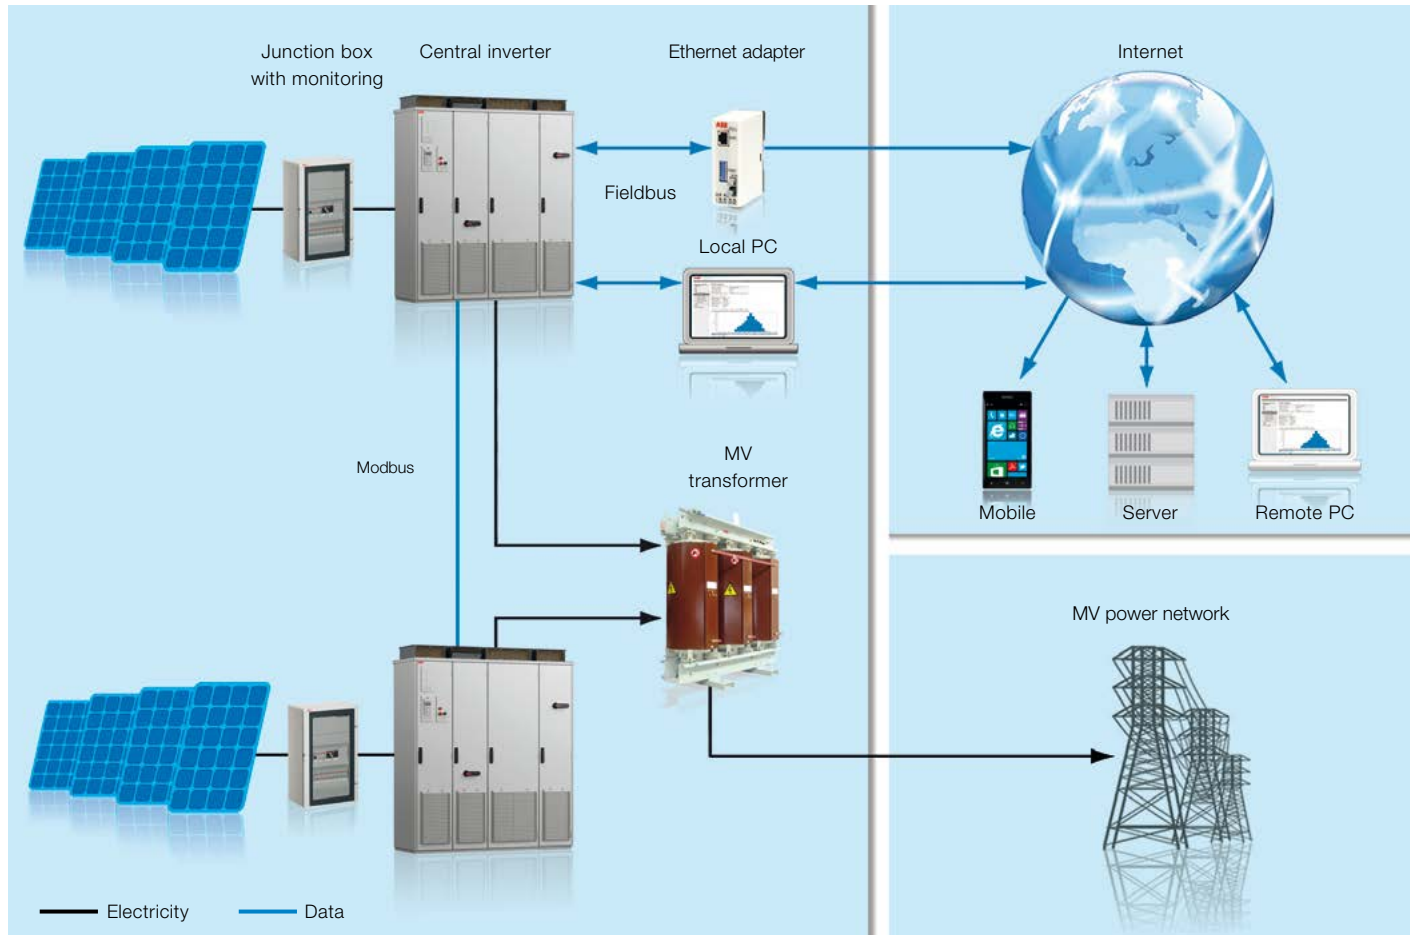 Junction box
with monitoring
Central inverter
Ethernet adapter
Internet
ABB
Fieldbus
Local PC
Modbus
MV
transformer
Mobile
Server
Remote PC
MV power network
Electricity
Data